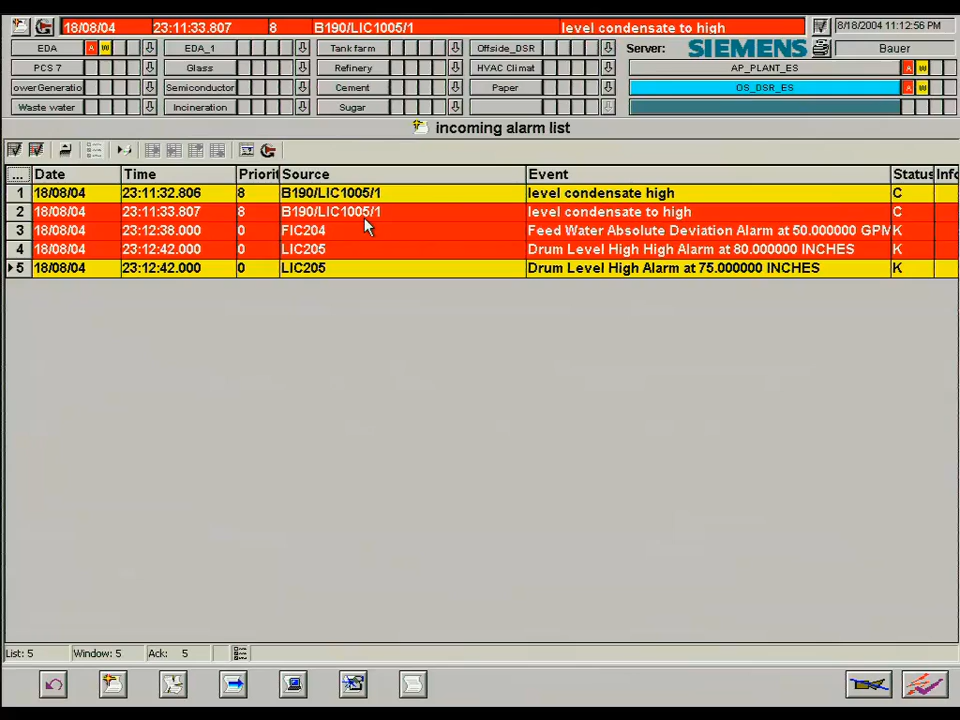 18/08/04 23:11:33.807 8 B190/LIC1005/1 level condensate to high 8/18/2004 11:12:56 PM
EDA A W EDA_1 Tank farm Offside_DSR Server: SIEMENS Bauer
PCS 7 Glass Refinery HVAC Climat AP_PLANT_ES A W
owerGeneratio Semiconductor Cement Paper OS_DSR_ES A W
Waste water Incineration Sugar
incoming alarm list
... Date Time Priorit Source Event Status Info
1 18/08/04 23:11:32.806 8 B190/LIC1005/1 level condensate high C
2 18/08/04 23:11:33.807 8 B190/LIC1005/1 level condensate to high C
3 18/08/04 23:12:38.000 0 FIC204 Feed Water Absolute Deviation Alarm at 50.000000 GPM K
4 18/08/04 23:12:42.000 0 LIC205 Drum Level High High Alarm at 80.000000 INCHES K
5 18/08/04 23:12:42.000 0 LIC205 Drum Level High Alarm at 75.000000 INCHES K
List: 5 Window: 5 Ack: 5